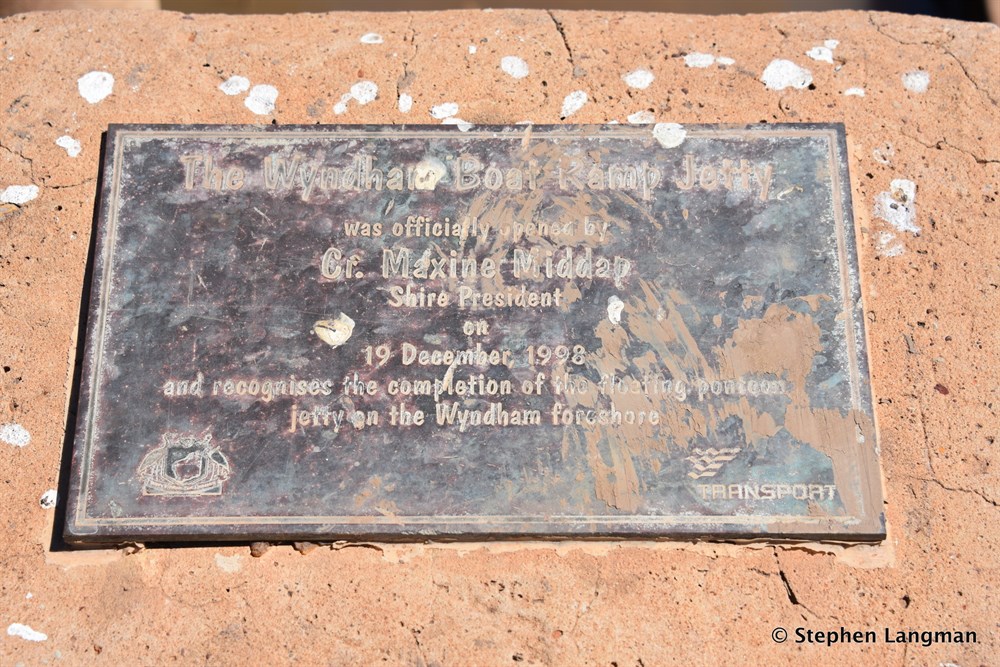 The Wyndham Boat Ramp Jetty
was officially opened by
Cr. Maxine Middap
Shire President
on
19 December, 1998
and recognises the completion of the floating pontoon
jetty on the Wyndham foreshore
TRANSPORT
© Stephen Langman